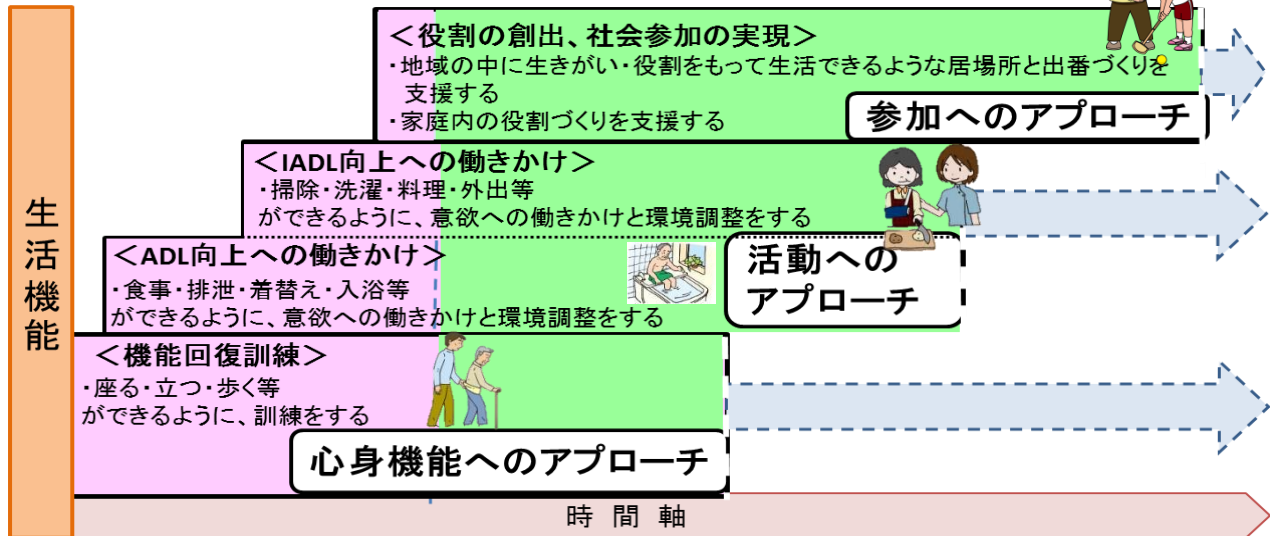 生活機能
＜役割の創出、社会参加の実現＞
・地域の中に生きがい・役割をもって生活できるような居場所と出番づくりを
支援する
・家庭内の役割づくりを支援する
参加へのアプローチ
＜IADL向上への働きかけ＞
・掃除・洗濯・料理・外出等
ができるように、意欲への働きかけと環境調整をする
＜ADL向上への働きかけ＞
・食事・排泄・着替え・入浴等
ができるように、意欲への働きかけと環境調整をする
活動への
アプローチ
＜機能回復訓練＞
・座る・立つ・歩く等
ができるように、訓練をする
心身機能へのアプローチ
時間軸